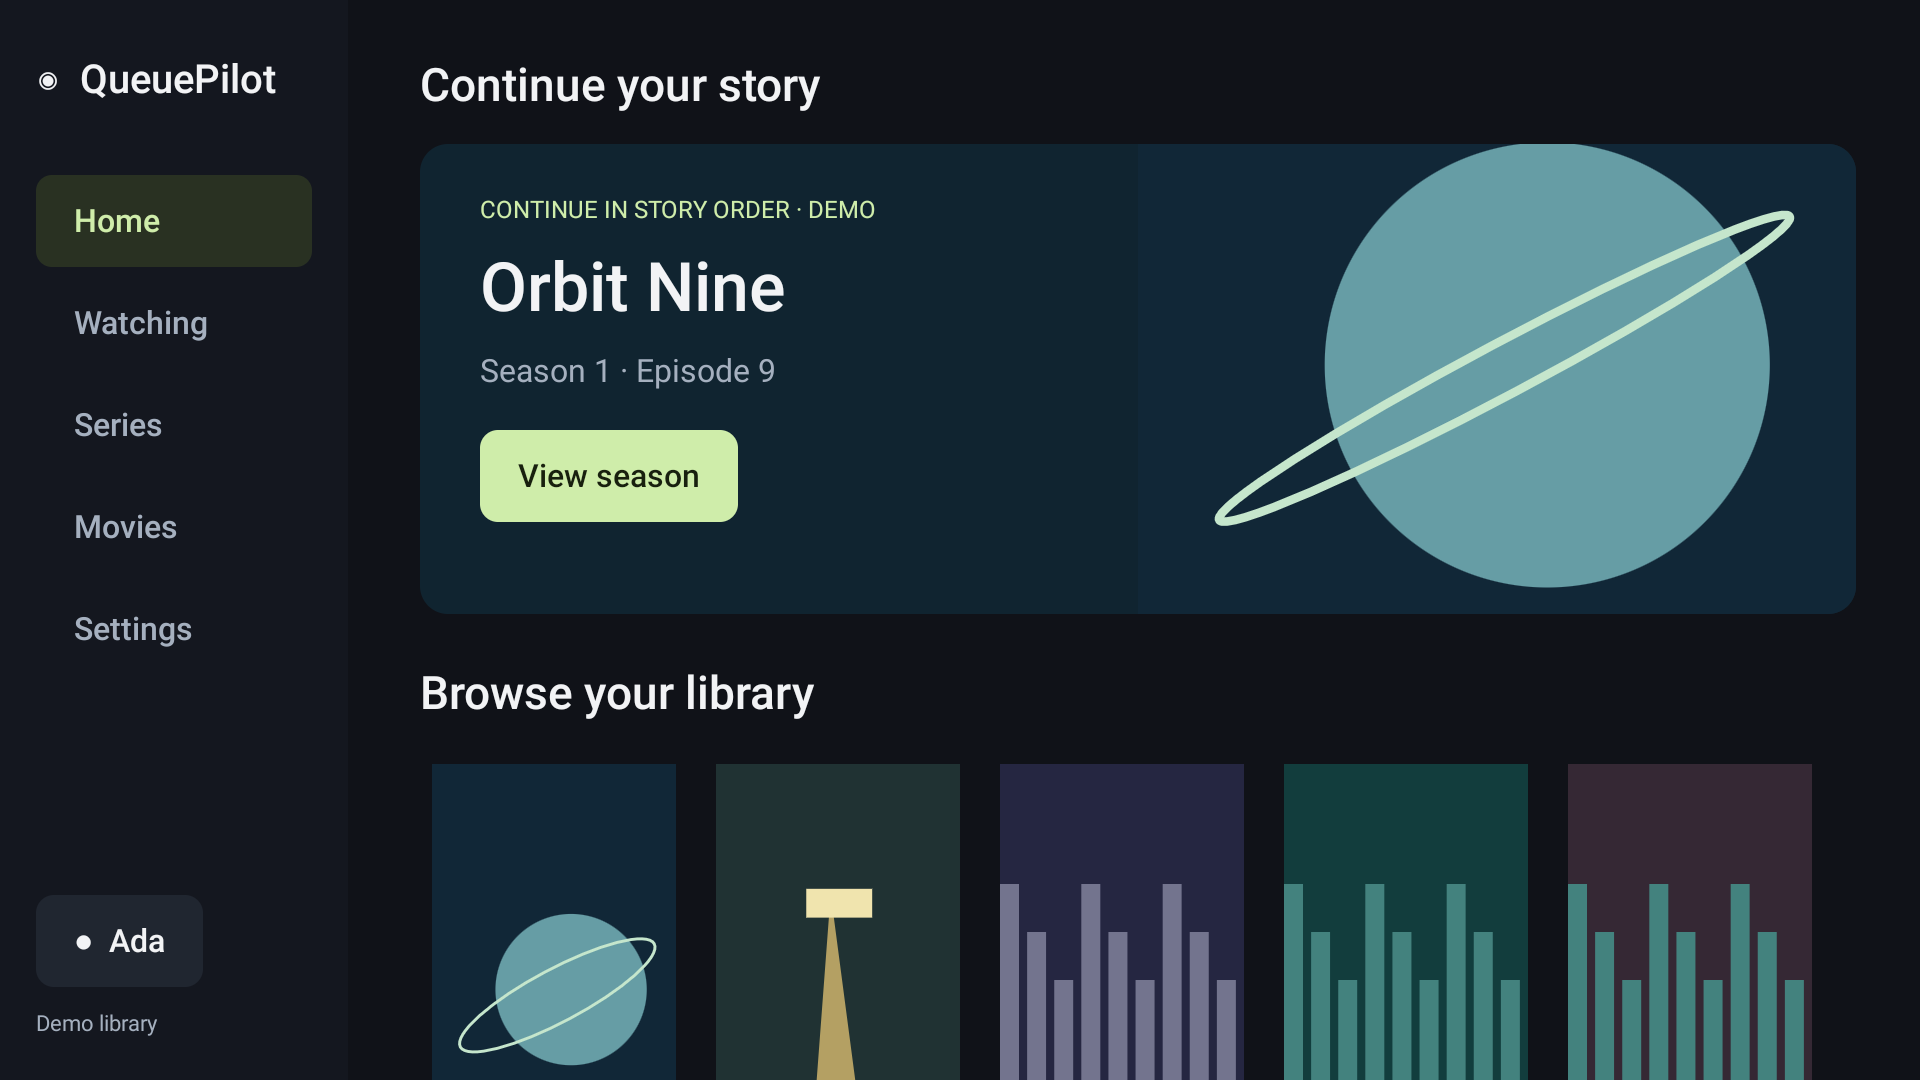 QueuePilot
Home
Watching
Series
Movies
Settings
Ada
Demo library
Continue your story
CONTINUE IN STORY ORDER · DEMO
Orbit Nine
Season 1 · Episode 9
View season
Browse your library